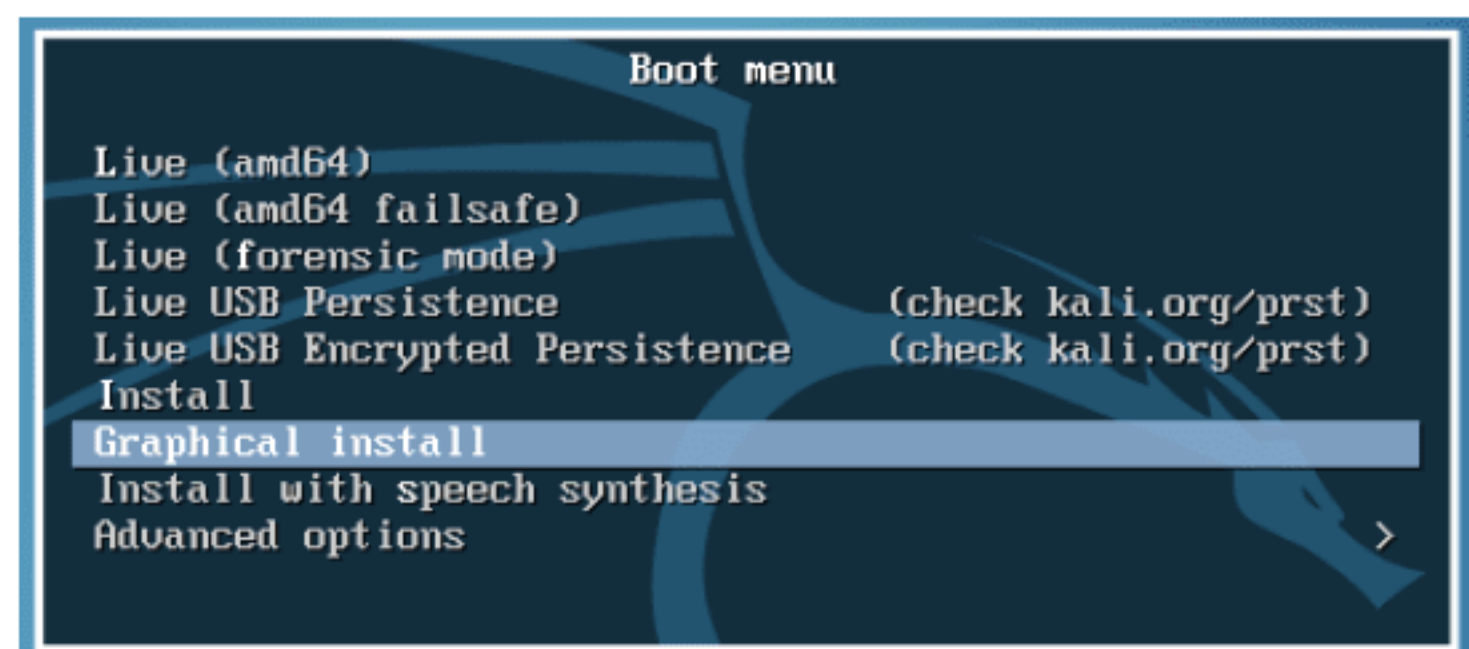 Boot menu
Live (amd64)
Live (amd64 failsafe)
Live (forensic mode)
Live USB Persistence (check kali.org/prst)
Live USB Encrypted Persistence (check kali.org/prst)
Install
Graphical install
Install with speech synthesis
Advanced options >